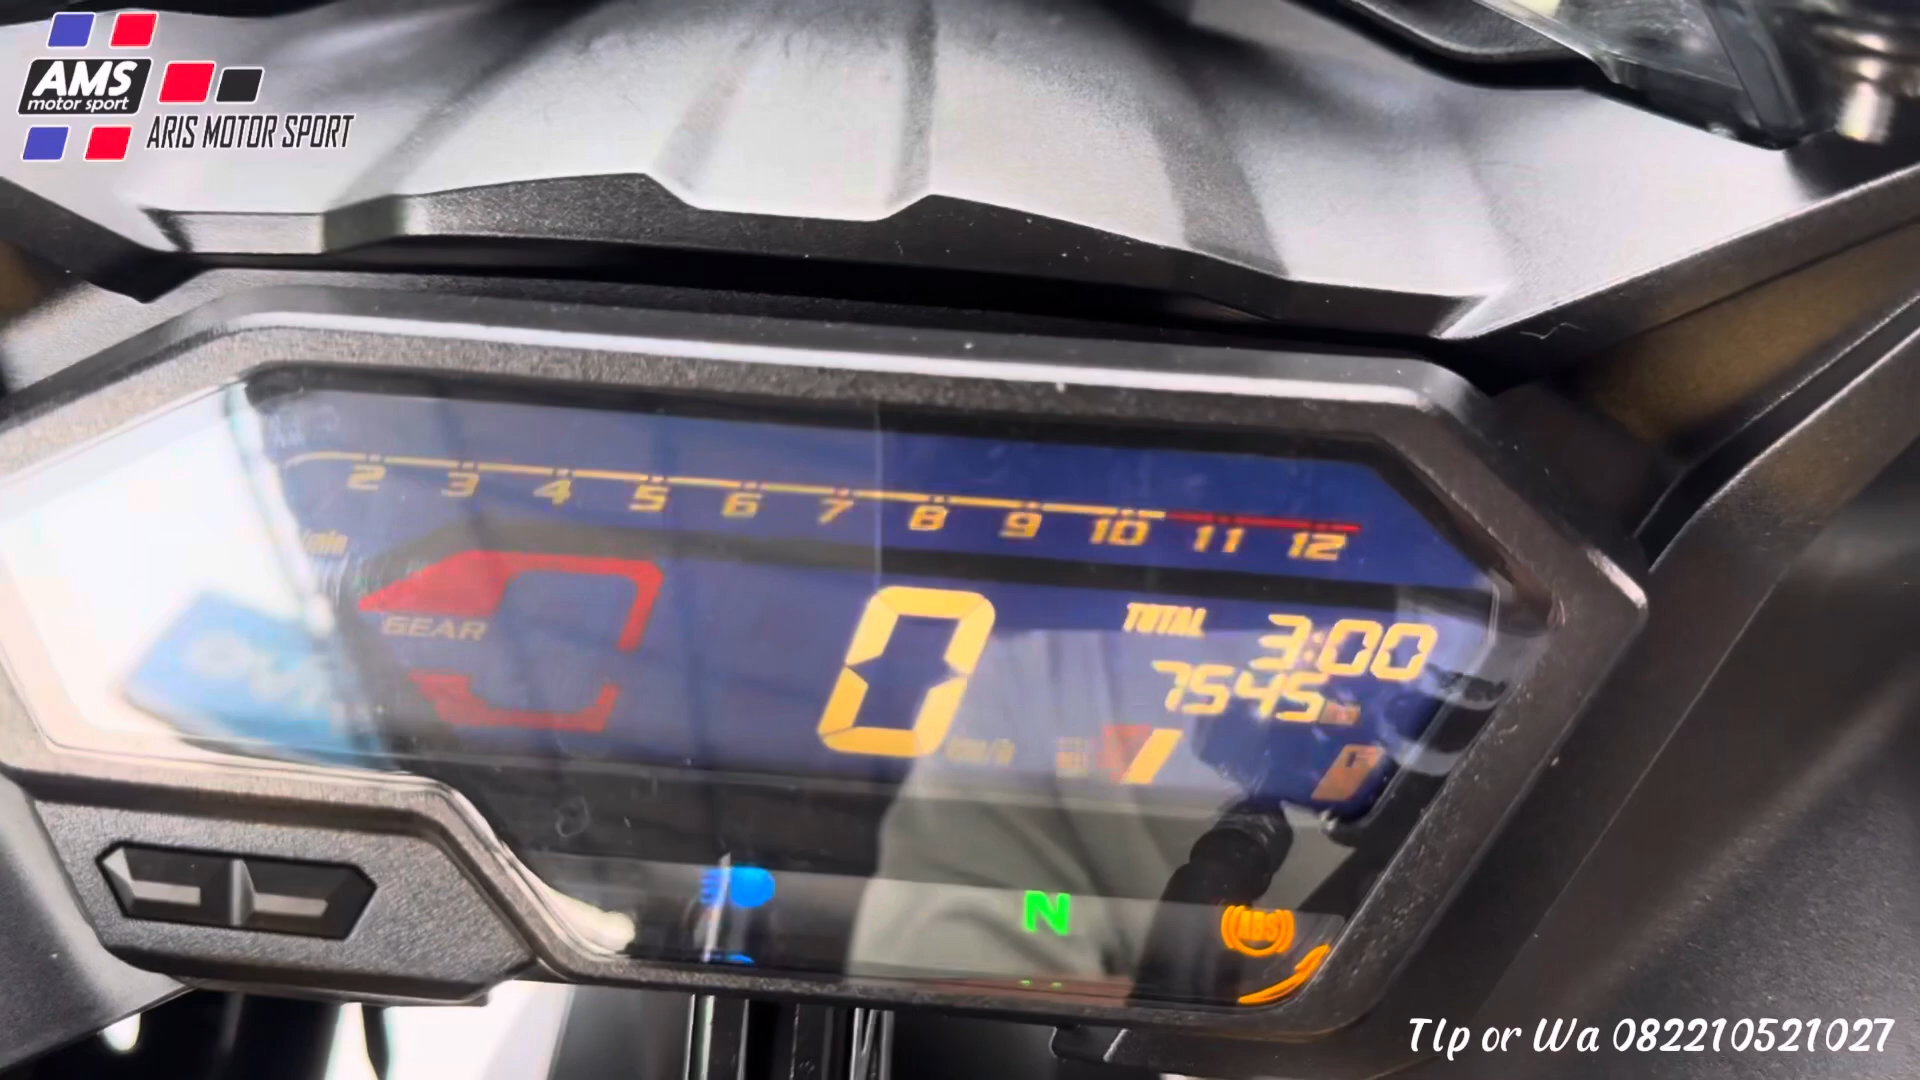 AMS
motor sport
ARIS MOTOR SPORT
2 3 4 5 6 7 8 9 10 11 12
GEAR
0
TOTAL 3:00
7545
N
ABS
Tlp or Wa 082210521027